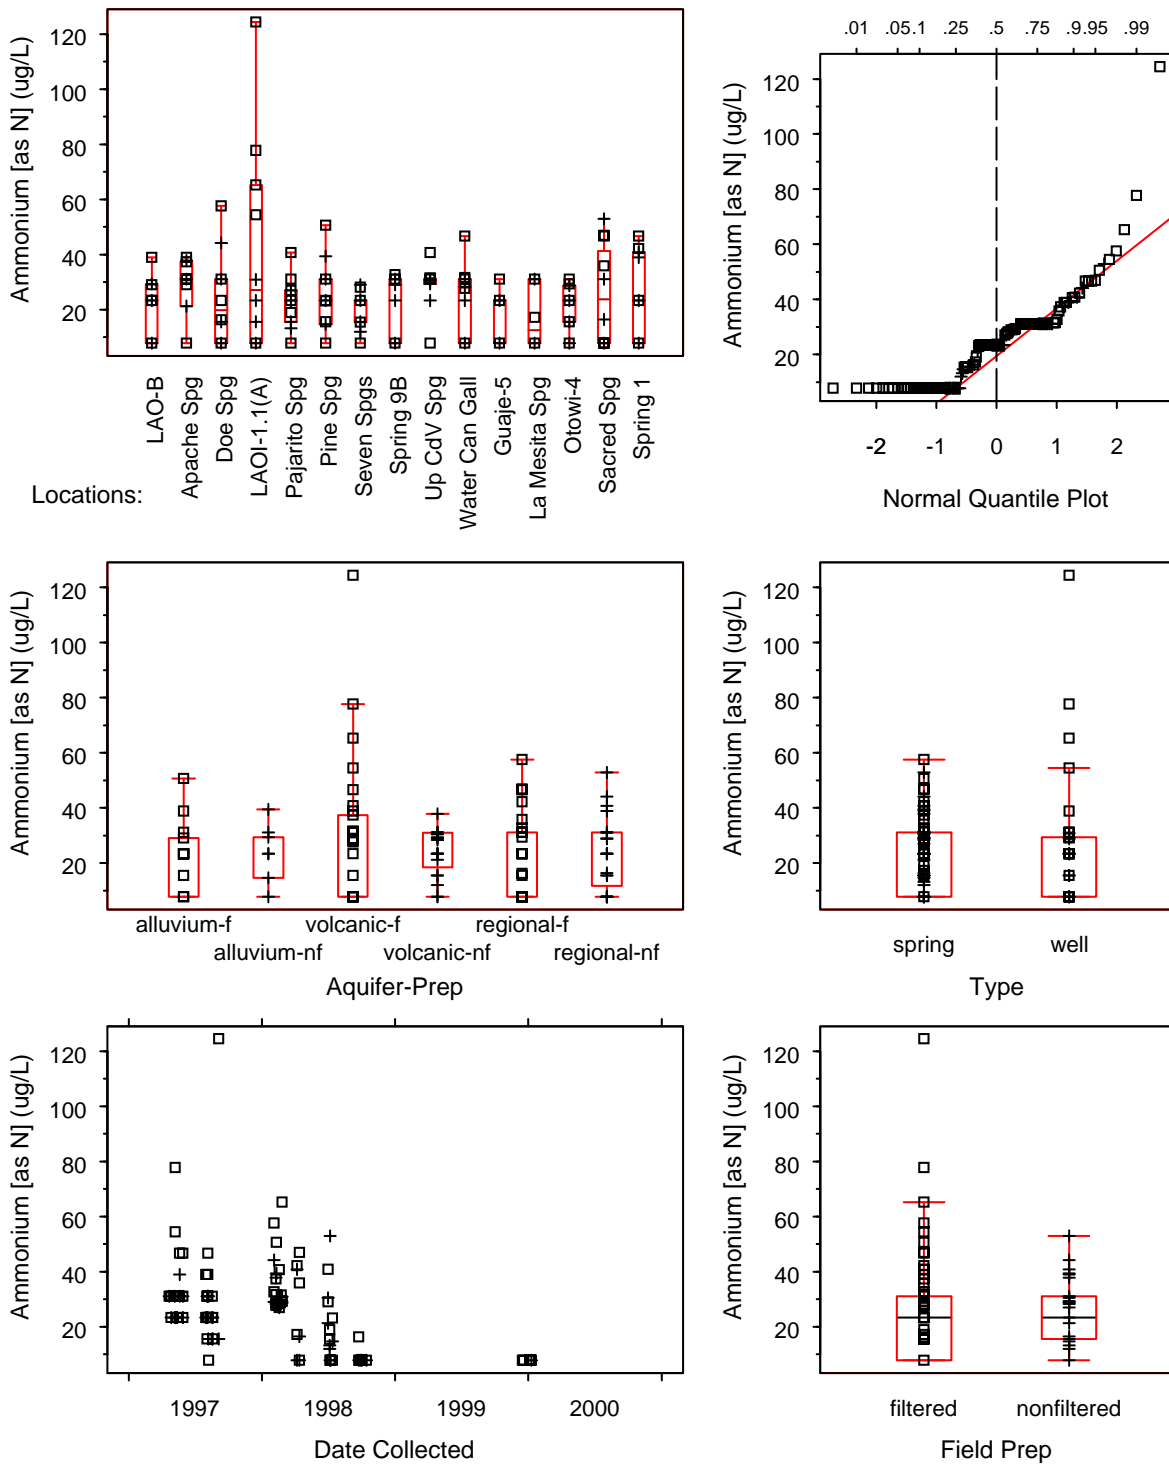 Ammonium [as N] (ug/L)
120
100
80
60
40
20
LAO-B
Apache Spg
Doe Spg
LAOI-1.1(A)
Pajarito Spg
Pine Spg
Seven Spgs
Spring 9B
Up CdV Spg
Water Can Gall
Guaje-5
La Mesita Spg
Otowi-4
Sacred Spg
Spring 1
Locations:
.01 .05 .1 .25 .5 .75 .9 .95 .99
Ammonium [as N] (ug/L)
120
100
80
60
40
20
-2 -1 0 1 2
Normal Quantile Plot
Ammonium [as N] (ug/L)
120
100
80
60
40
20
alluvium-f volcanic-f regional-f
alluvium-nf volcanic-nf regional-nf
Aquifer-Prep
Ammonium [as N] (ug/L)
120
100
80
60
40
20
spring well
Type
Ammonium [as N] (ug/L)
120
100
80
60
40
20
1997 1998 1999 2000
Date Collected
Ammonium [as N] (ug/L)
120
100
80
60
40
20
filtered nonfiltered
Field Prep